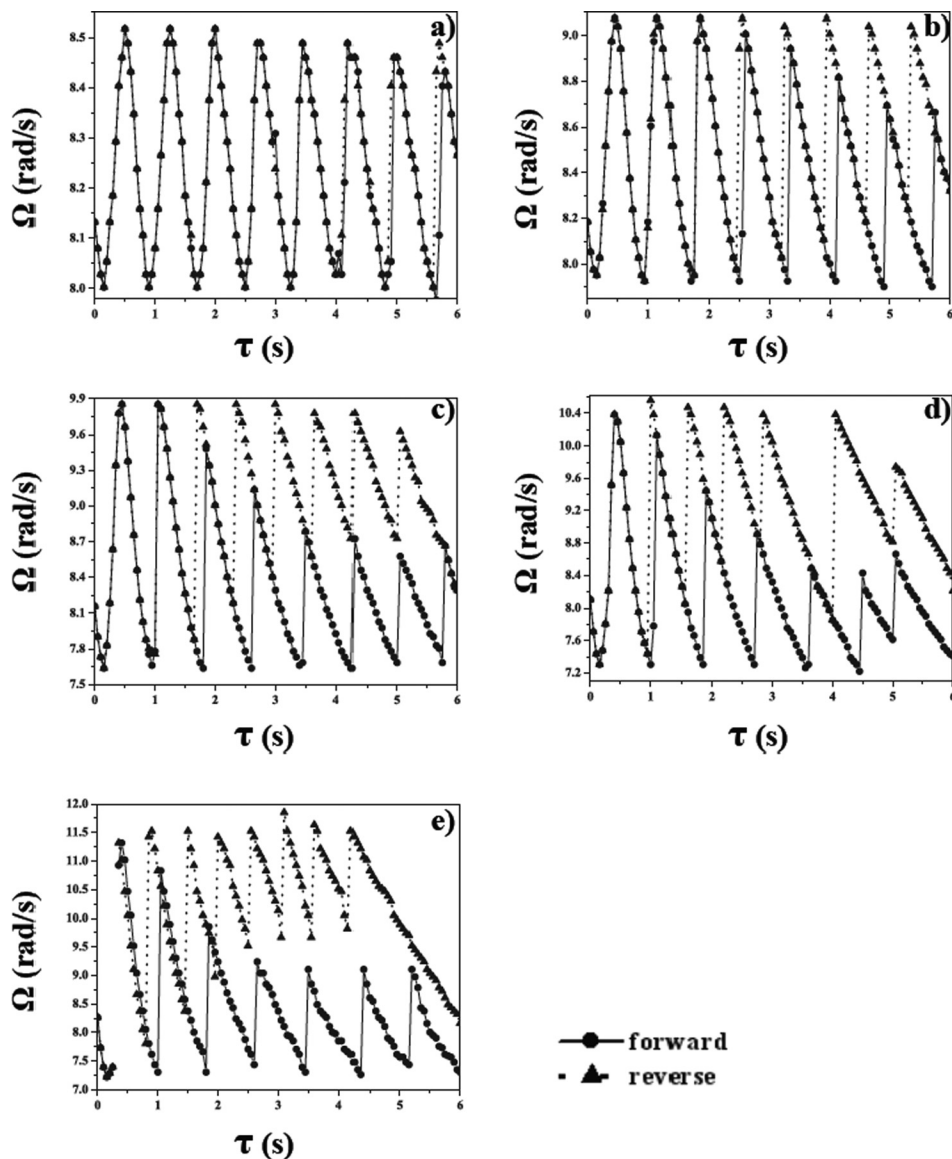 a)
8.5
8.4
8.3
8.2
8.1
8.0
Ω (rad/s)
0 1 2 3 4 5 6
τ (s)
b)
9.0
8.8
8.6
8.4
8.2
8.0
Ω (rad/s)
0 1 2 3 4 5 6
τ (s)
c)
9.9
9.6
9.3
9.0
8.7
8.4
8.1
7.8
7.5
Ω (rad/s)
0 1 2 3 4 5 6
τ (s)
d)
10.4
10.0
9.6
9.2
8.8
8.4
8.0
7.6
7.2
Ω (rad/s)
0 1 2 3 4 5 6
τ (s)
e)
12.0
11.5
11.0
10.5
10.0
9.5
9.0
8.5
8.0
7.5
7.0
Ω (rad/s)
0 1 2 3 4 5 6
τ (s)
forward
reverse